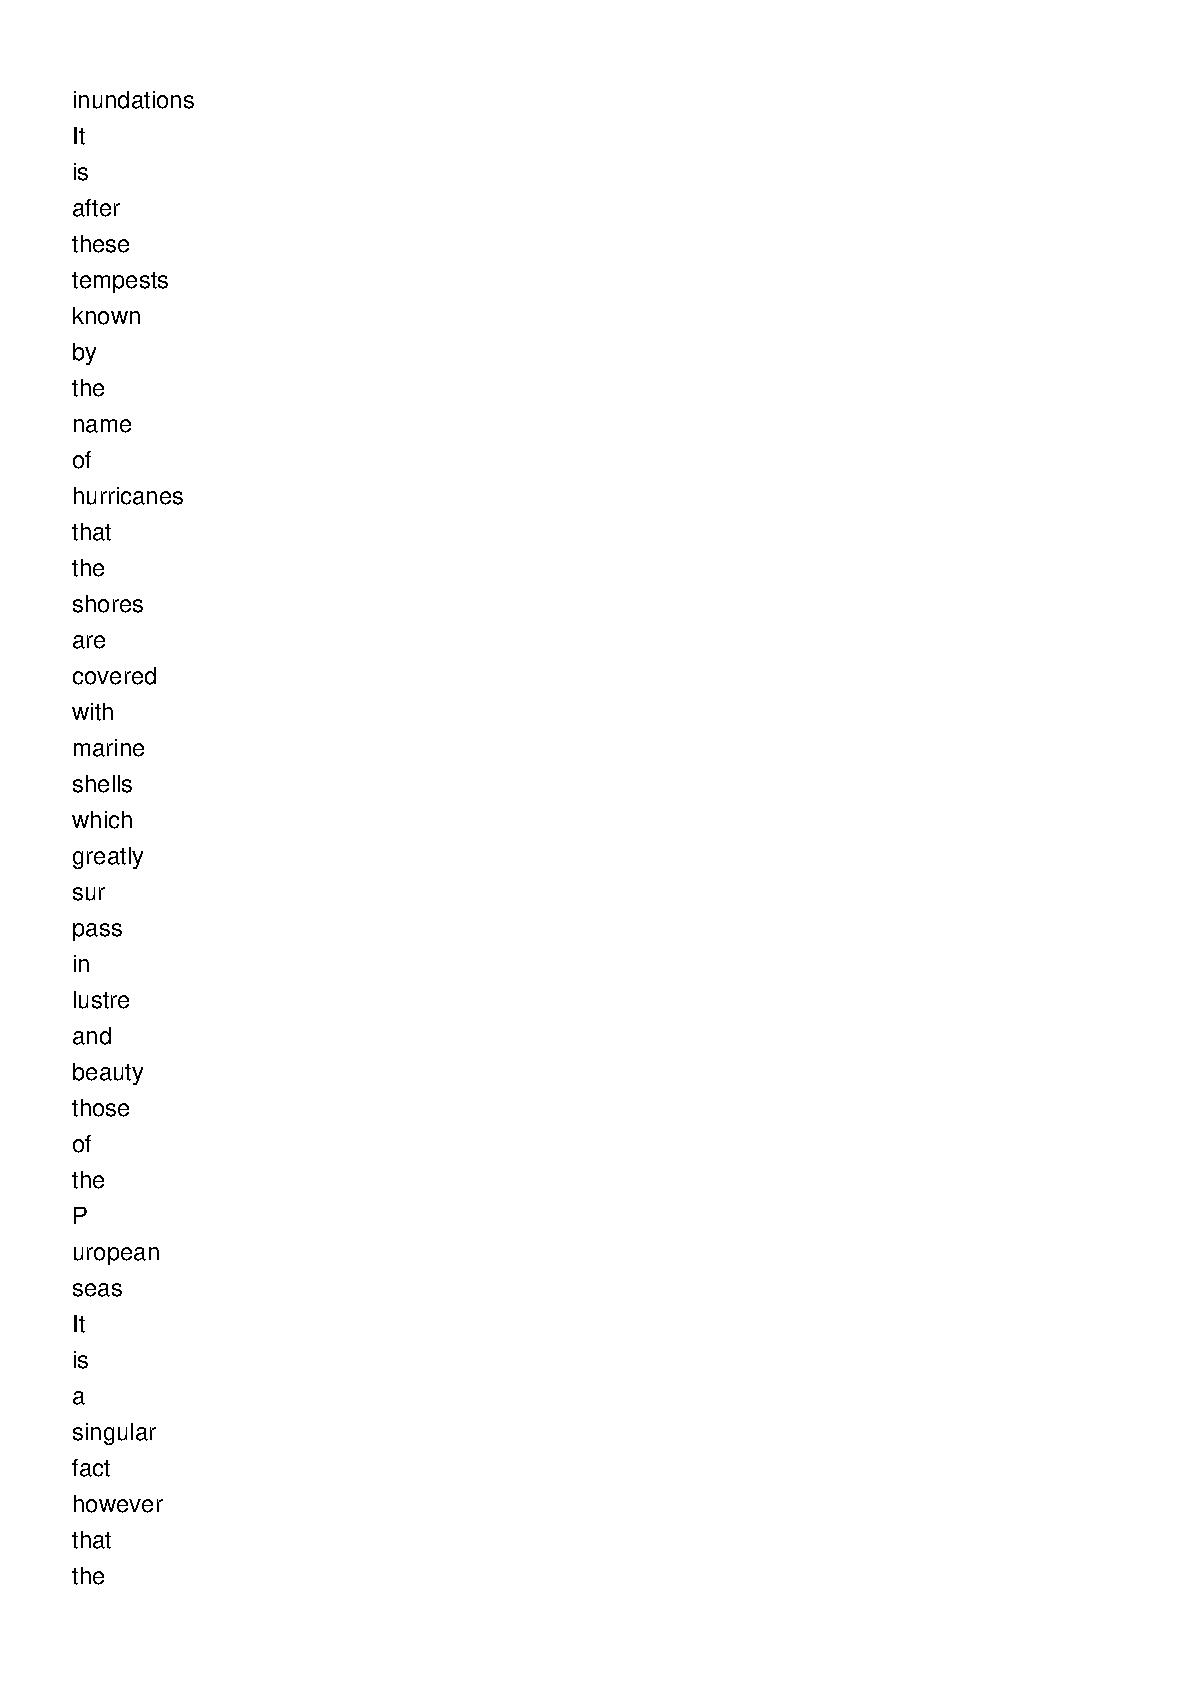 inundations
It
is
after
these
tempests
known
by
the
name
of
hurricanes
that
the
shores
are
covered
with
marine
shells
which
greatly
sur
pass
in
lustre
and
beauty
those
of
the
P
uropean
seas
It
is
a
singular
fact
however
that
the